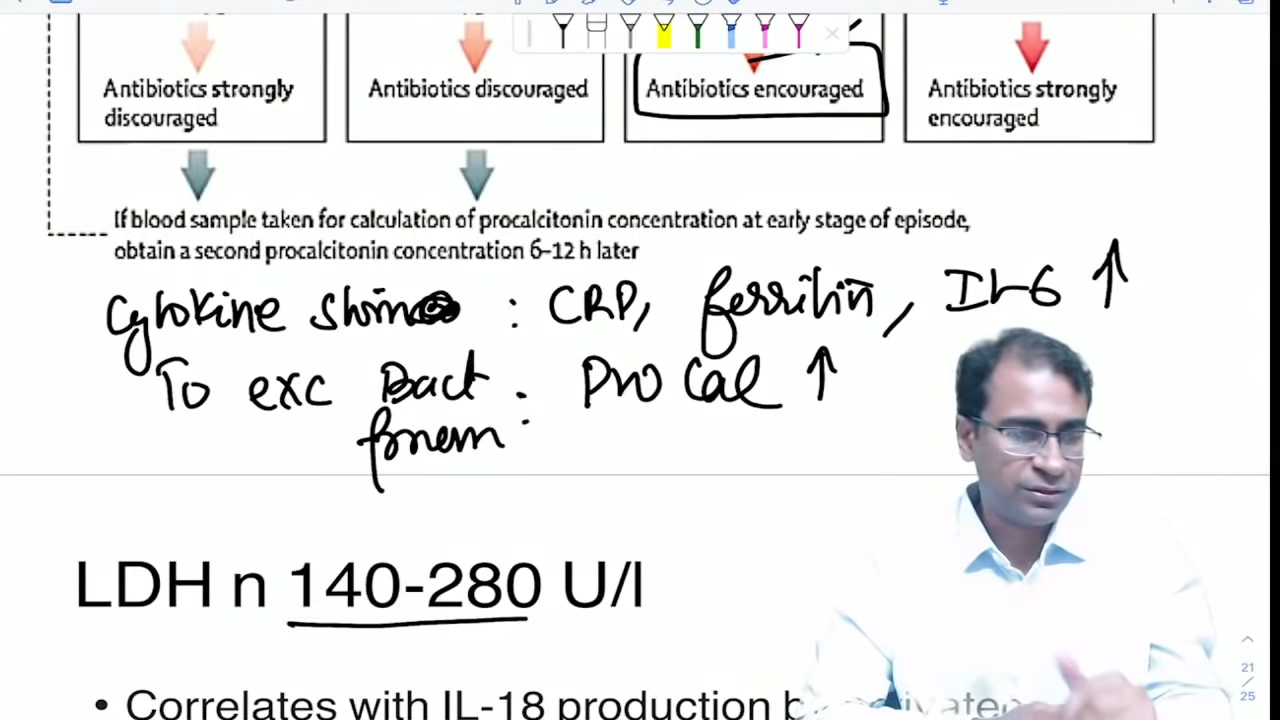 Antibiotics strongly discouraged
Antibiotics discouraged
Antibiotics encouraged
Antibiotics strongly encouraged
If blood sample taken for calculation of procalcitonin concentration at early stage of episode,
obtain a second procalcitonin concentration 6–12 h later
Cytokine : CRP, ferritin, IL-6 ↑
To exc Bact : Pro Cal ↑
LDH n 140-280 U/l
• Correlates with IL-18 production b
21
/
25